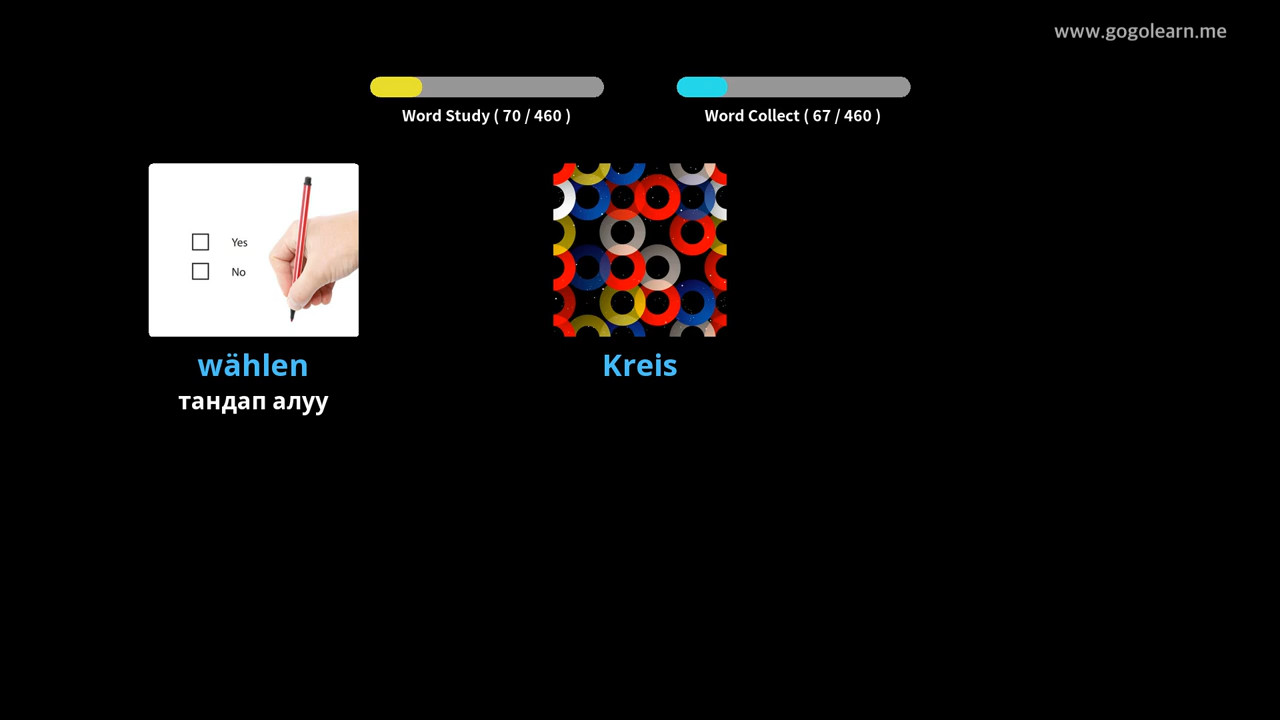 www.gogolearn.me
Word Study ( 70 / 460 )
Word Collect ( 67 / 460 )
Yes
No
wählen
тандап алуу
Kreis